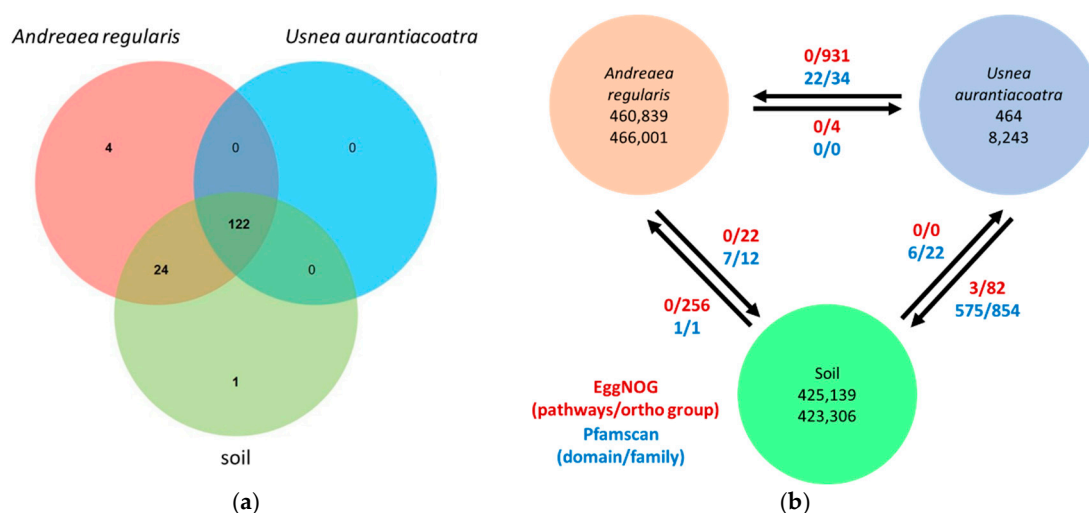 Andreaea regularis
Usnea aurantiacoatra
4
0
0
122
24
0
1
soil
(a)
Andreaea
regularis
460,839
466,001
0/931
22/34
0/4
0/0
Usnea
aurantiacoatra
464
8,243
0/22
7/12
0/256
1/1
0/0
6/22
3/82
575/854
Soil
425,139
423,306
EggNOG
(pathways/ortho group)
Pfamscan
(domain/family)
(b)